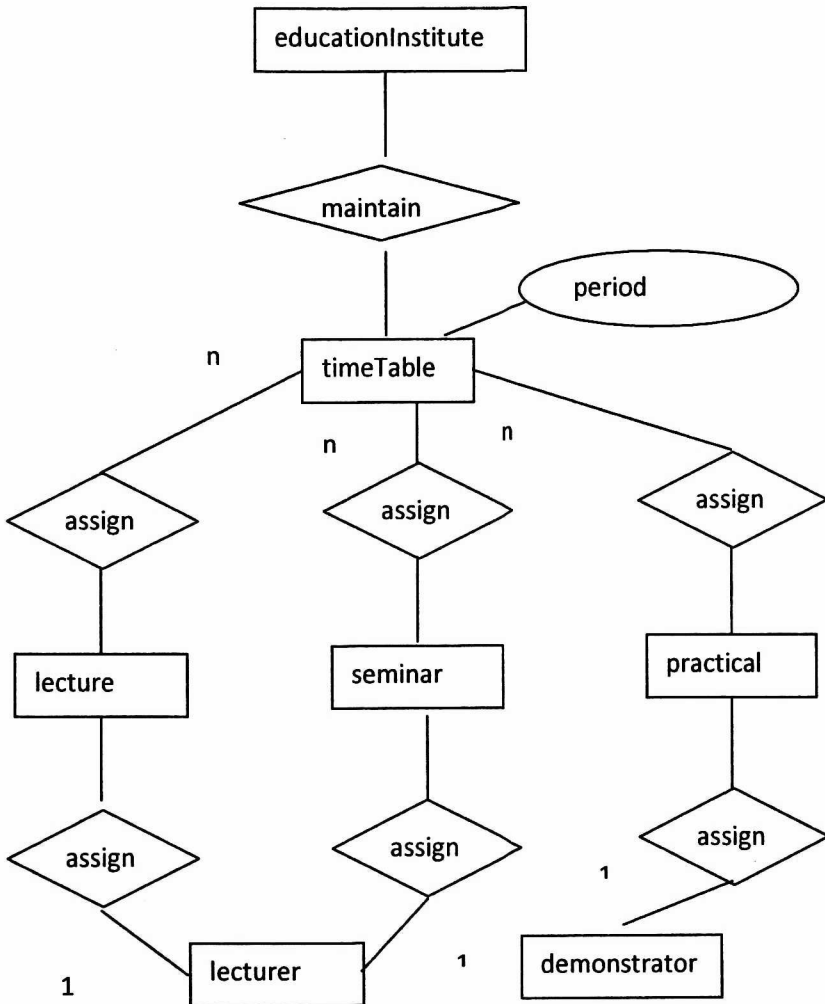 educationInstitute
maintain
period
n
timeTable
n
n
assign
assign
assign
lecture
seminar
practical
assign
assign
assign
1
lecturer
1
demonstrator
1